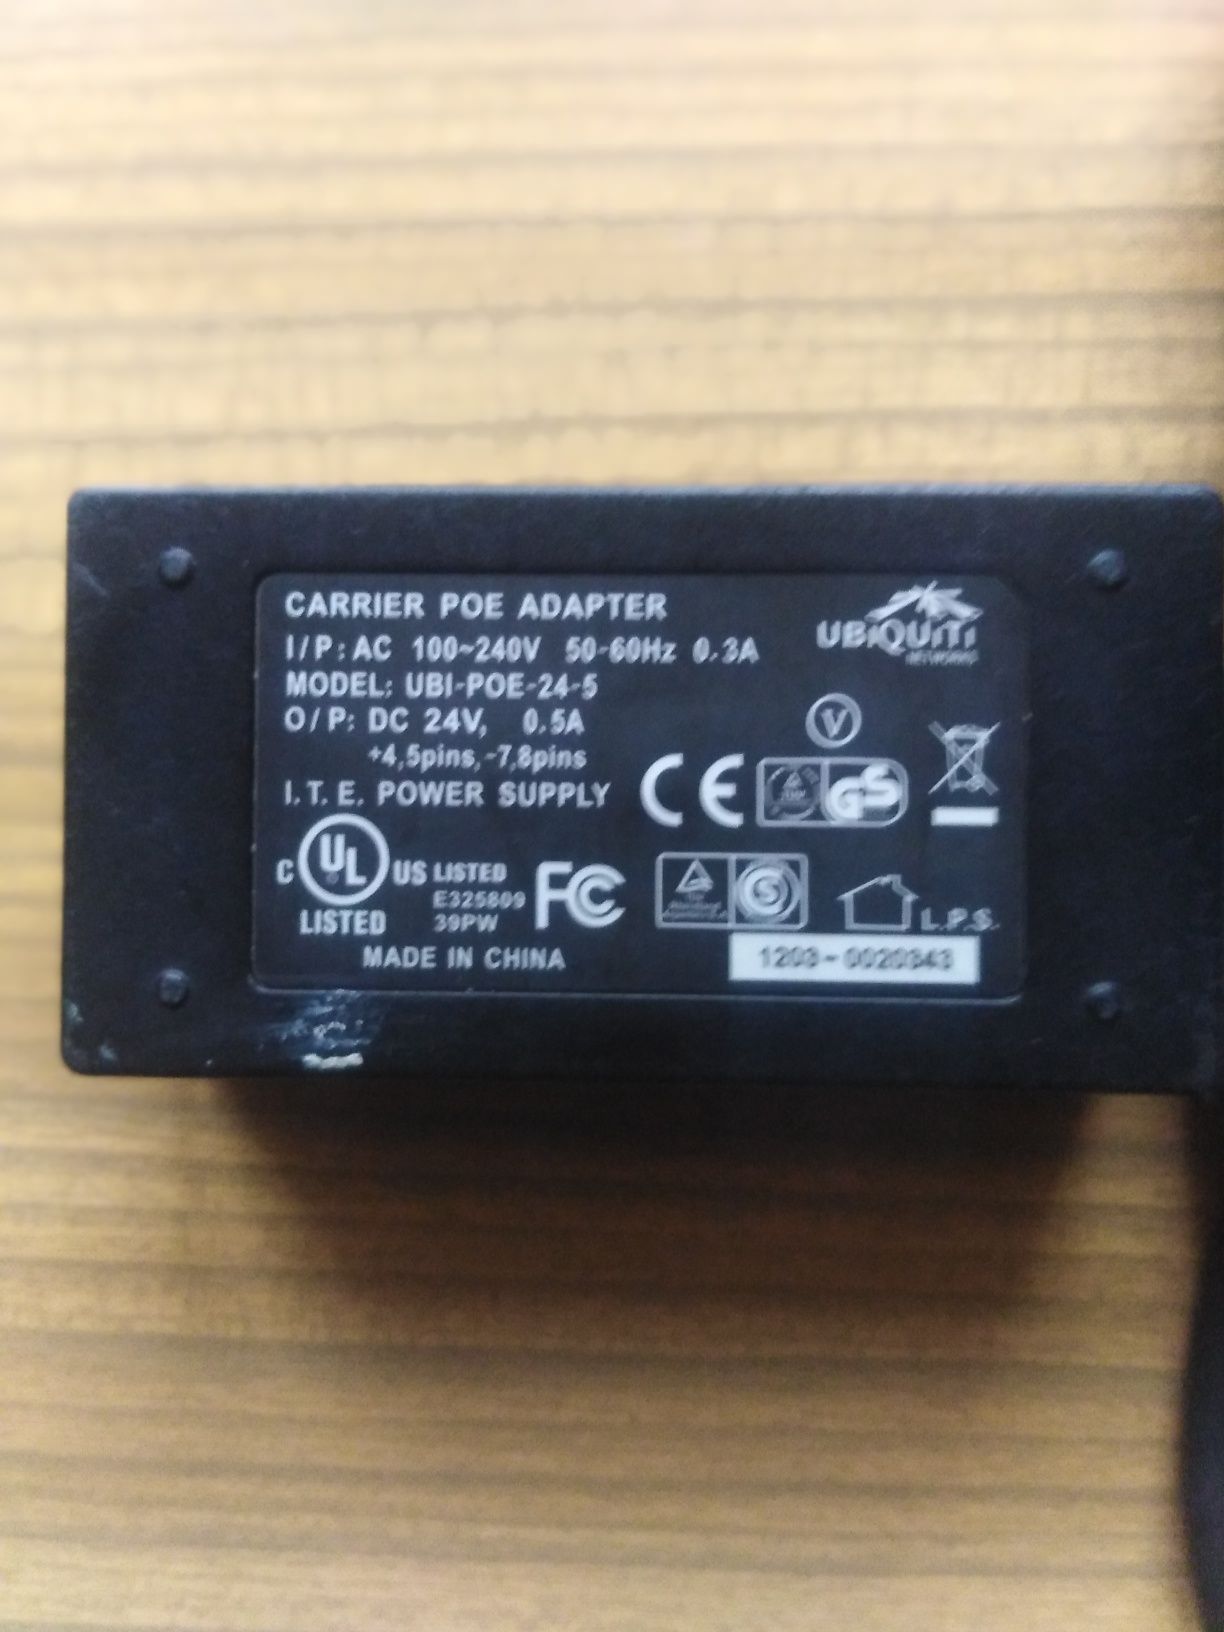 CARRIER POE ADAPTER
UBIQUITI
NETWORKS
I/P: AC 100~240V 50-60Hz 0.3A
MODEL: UBI-POE-24-5
O/P: DC 24V, 0.5A
+4,5pins,-7,8pins
V
I.T.E. POWER SUPPLY
CE
GS
C UL US LISTED
LISTED
E325809
39PW
FC
S
L.P.S.
MADE IN CHINA
1203-0020343